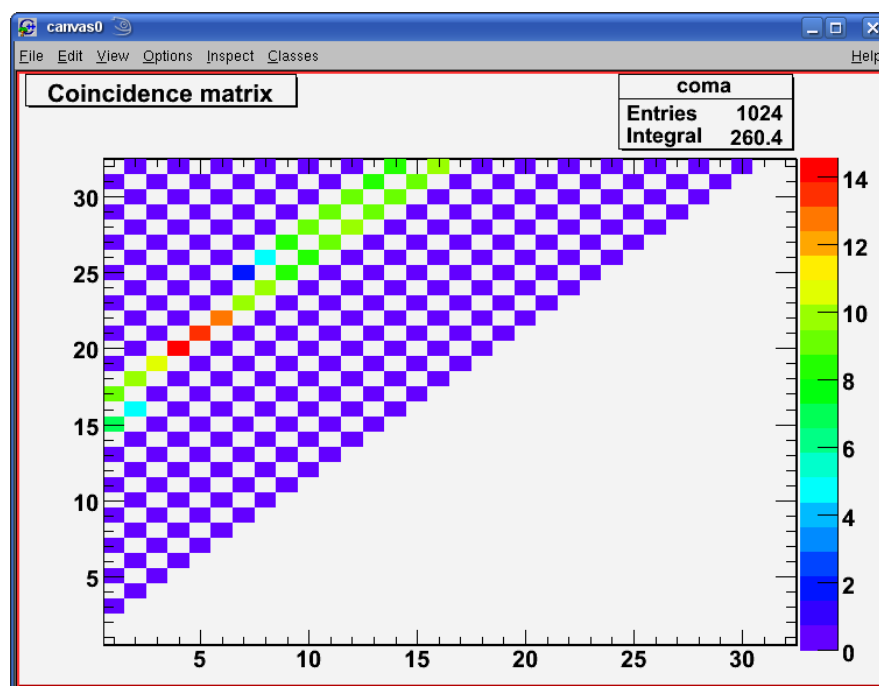 canvas0
File Edit View Options Inspect Classes Help
Coincidence matrix
coma
Entries 1024
Integral 260.4
30
25
20
15
10
5
5 10 15 20 25 30
14
12
10
8
6
4
2
0